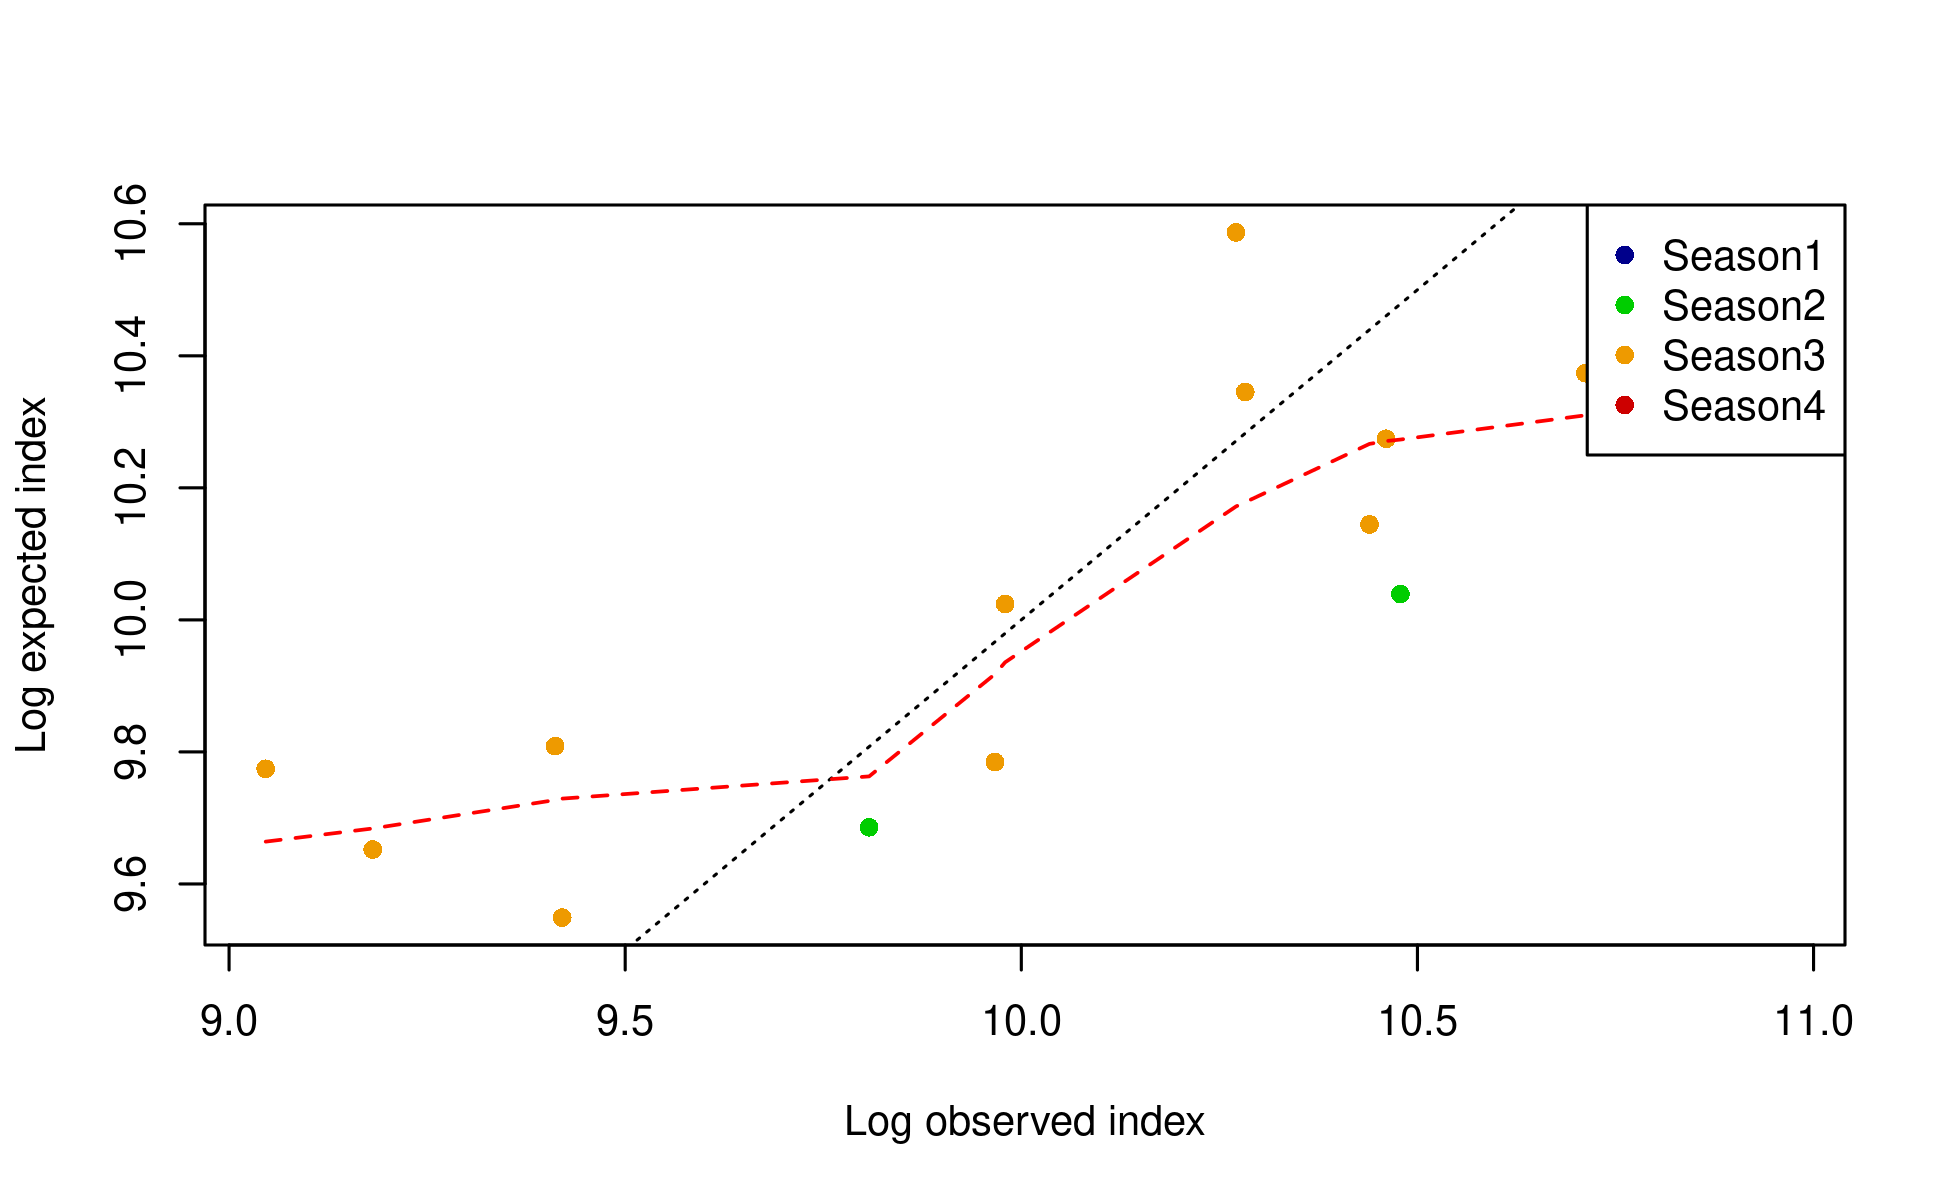 Log expected index
10.6
10.4
10.2
10.0
9.8
9.6
Season1
Season2
Season3
Season4
9.0 9.5 10.0 10.5 11.0
Log observed index